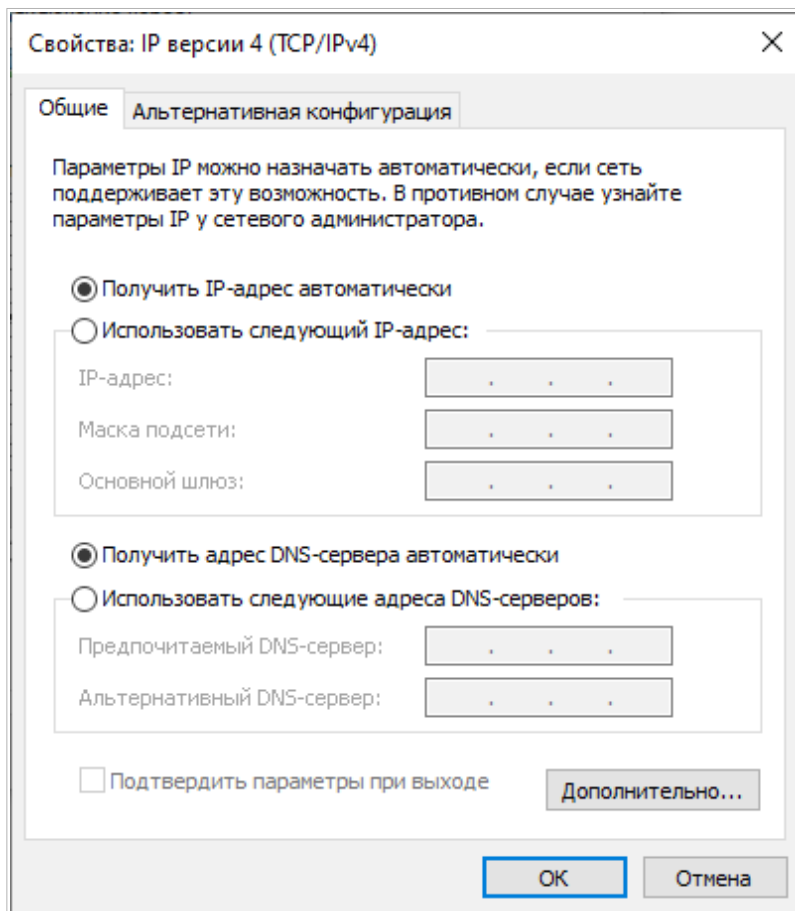 Свойства: IP версии 4 (TCP/IPv4)
Общие
Альтернативная конфигурация
Параметры IP можно назначать автоматически, если сеть
поддерживает эту возможность. В противном случае узнайте
параметры IP у сетевого администратора.
Получить IP-адрес автоматически
Использовать следующий IP-адрес:
IP-адрес:
Маска подсети:
Основной шлюз:
Получить адрес DNS-сервера автоматически
Использовать следующие адреса DNS-серверов:
Предпочитаемый DNS-сервер:
Альтернативный DNS-сервер:
Подтвердить параметры при выходе
Дополнительно...
ОК
Отмена